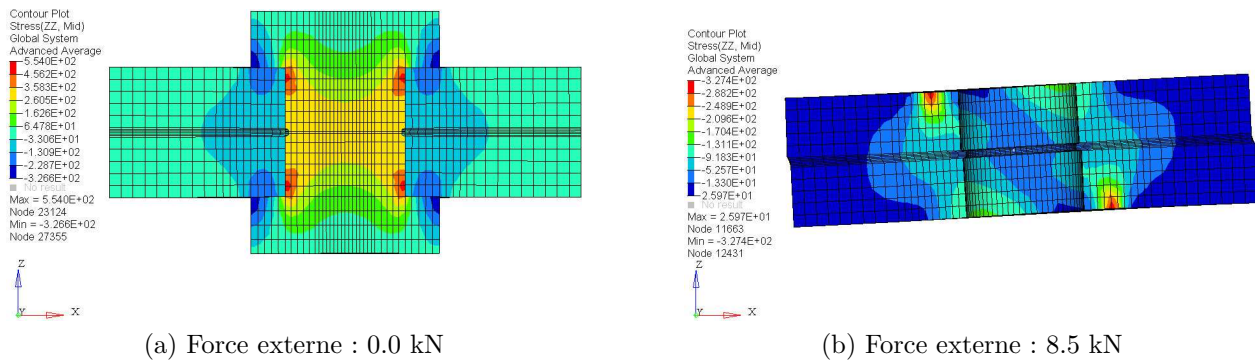 Contour Plot
Stress(ZZ, Mid)
Global System
Advanced Average
5.540E+02
4.562E+02
3.583E+02
2.605E+02
1.626E+02
6.478E+01
-3.306E+01
-1.309E+02
-2.287E+02
-3.266E+02
No result
Max = 5.540E+02
Node 23124
Min = -3.266E+02
Node 27355
Z
Y
X
(a) Force externe : 0.0 kN
Contour Plot
Stress(ZZ, Mid)
Global System
Advanced Average
-3.274E+02
-2.882E+02
-2.489E+02
-2.096E+02
-1.704E+02
-1.311E+02
-9.183E+01
-5.257E+01
-1.330E+01
2.597E+01
No result
Max = 2.597E+01
Node 11663
Min = -3.274E+02
Node 12431
Z
Y
X
(b) Force externe : 8.5 kN